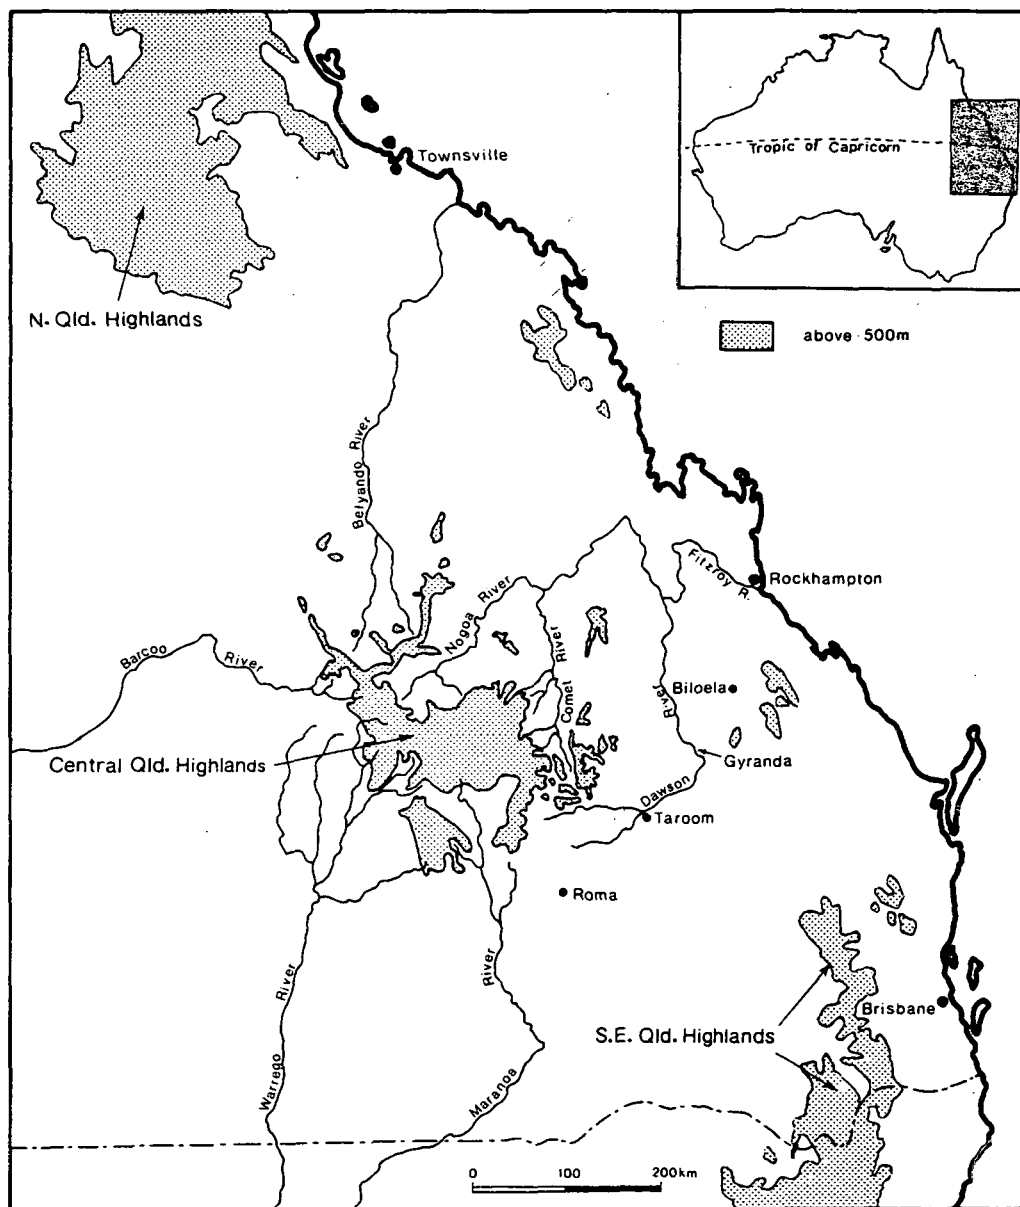 Townsville
Tropic of Capricorn
N. Qld. Highlands
above 500m
Belyando River
Nogoa River
Fitzroy R.
Rockhampton
Barcoo River
Comet River
River
Biloela
Central Qld. Highlands
Gyranda
Dawson
Taroom
Roma
River
River
Brisbane
S.E. Qld. Highlands
Warrego
Maranoa
0 100 200km